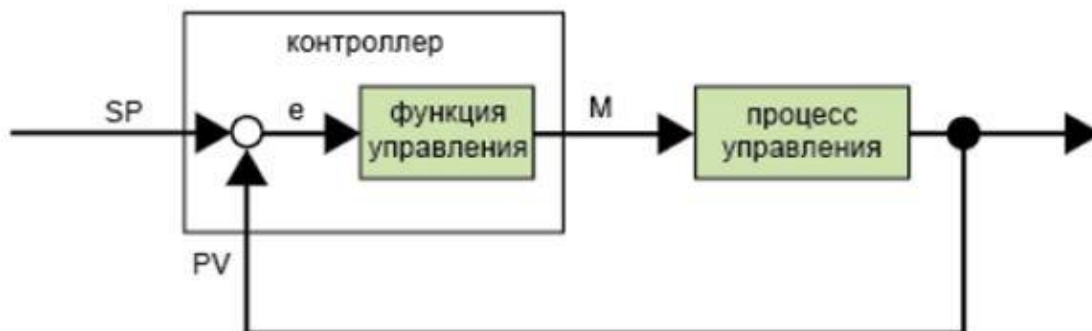 контроллер
SP
e
функция
управления
M
процесс
управления
PV